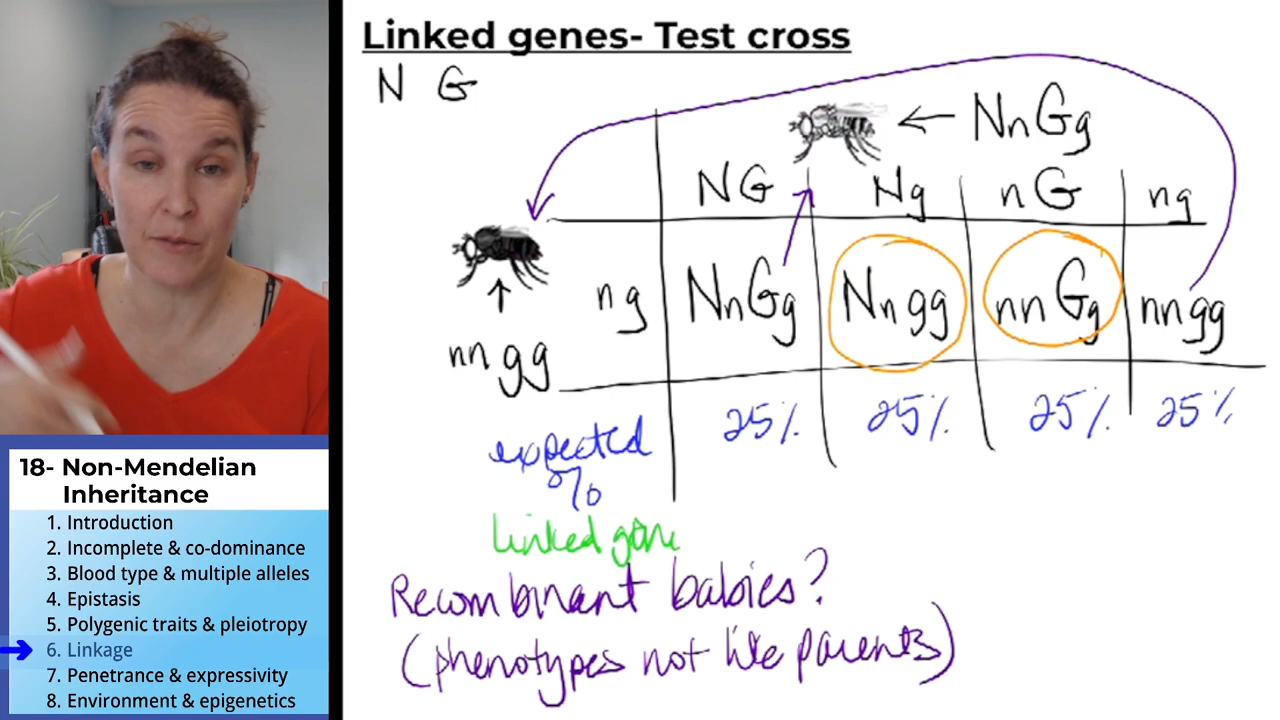 Linked genes- Test cross
N G
← NnGg
NG Ng nG ng
ng NnGg Nngg nnGg nngg
nngg
expected % 25% 25% 25% 25%
linked gene
Recombinant babies?
(phenotypes not like parents)
18- Non-Mendelian
Inheritance
1. Introduction
2. Incomplete & co-dominance
3. Blood type & multiple alleles
4. Epistasis
5. Polygenic traits & pleiotropy
6. Linkage
7. Penetrance & expressivity
8. Environment & epigenetics